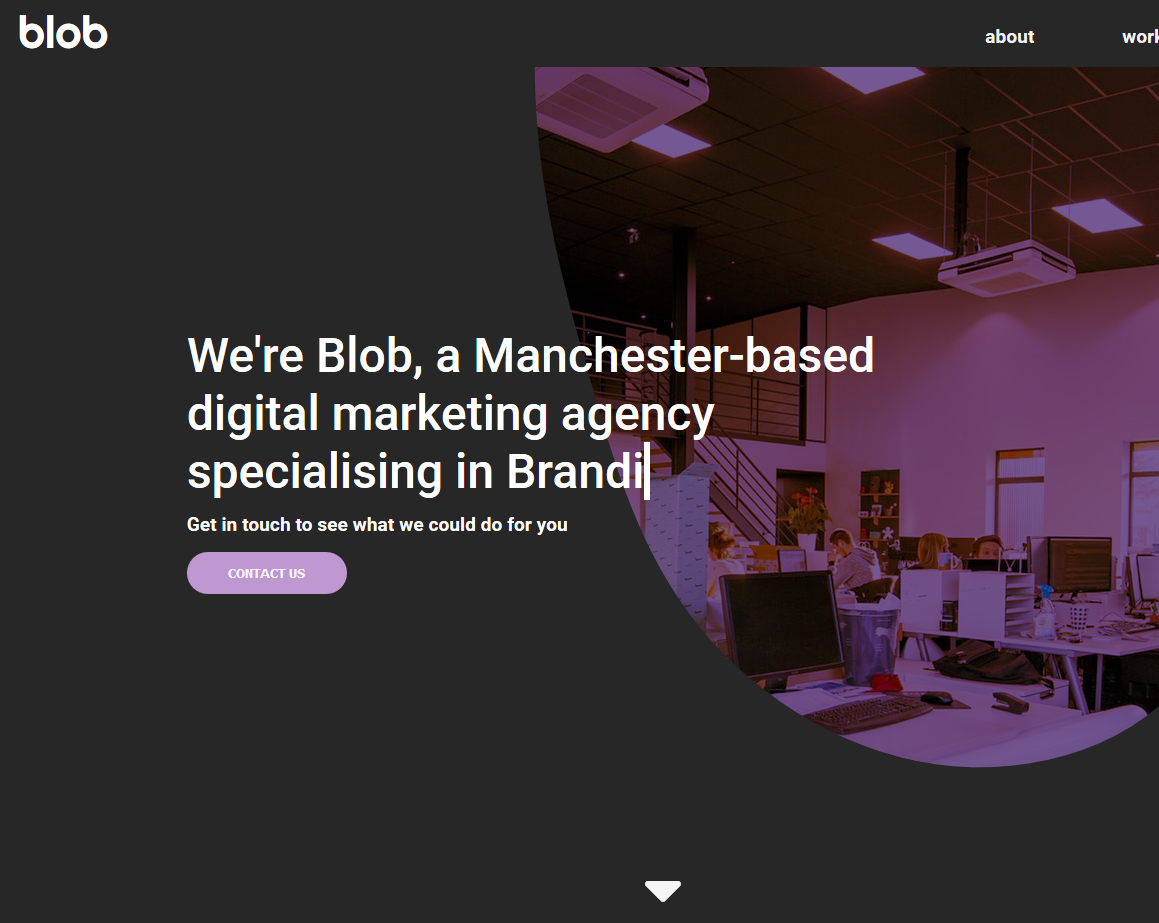 blob
about
work
We're Blob, a Manchester-based
digital marketing agency
specialising in Brandi
Get in touch to see what we could do for you
CONTACT US